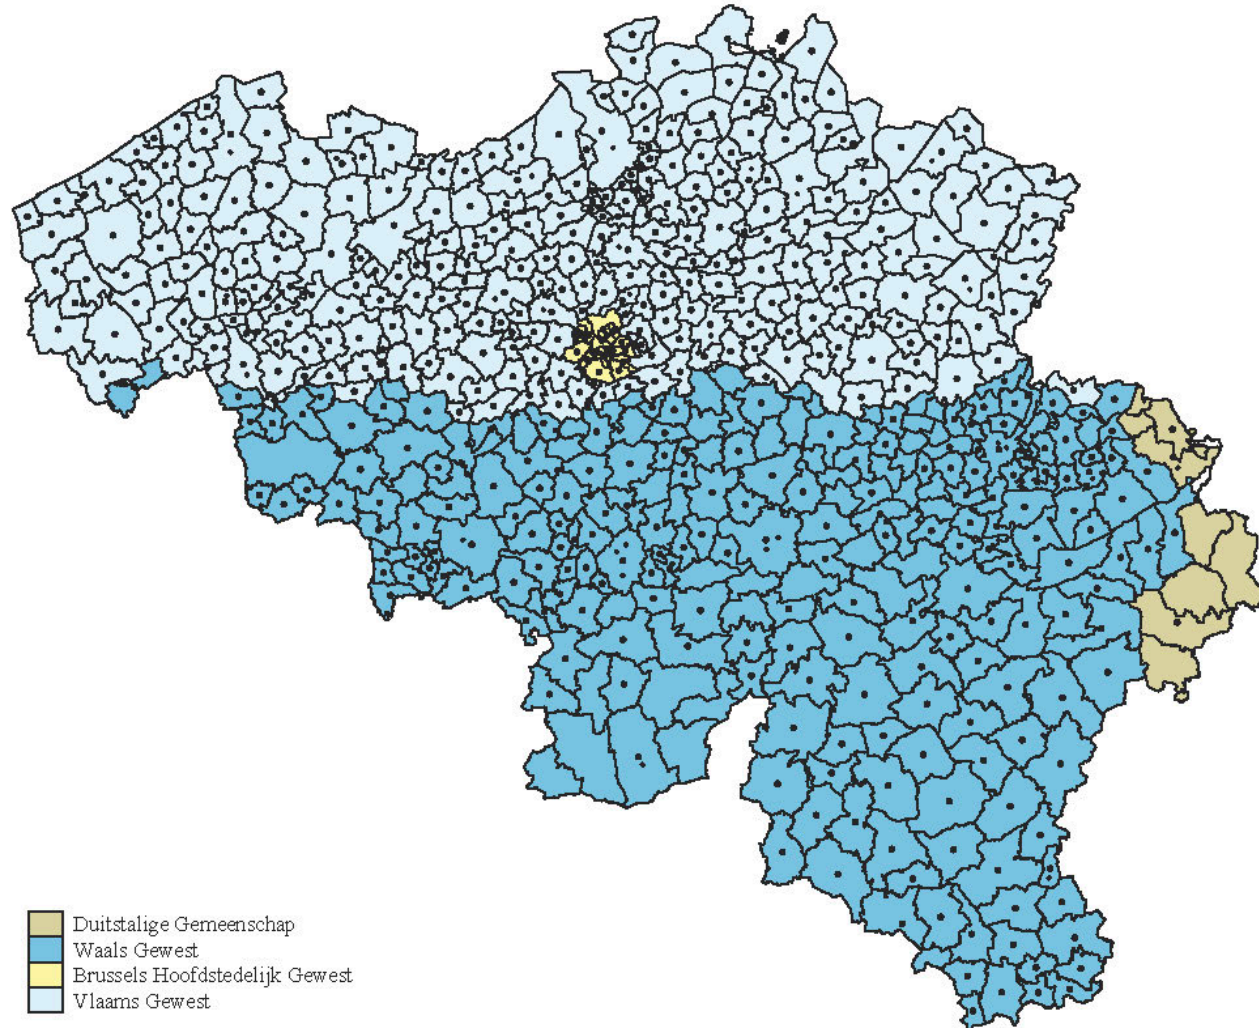 Duitstalige Gemeenschap
Waals Gewest
Brussels Hoofdstedelijk Gewest
Vlaams Gewest